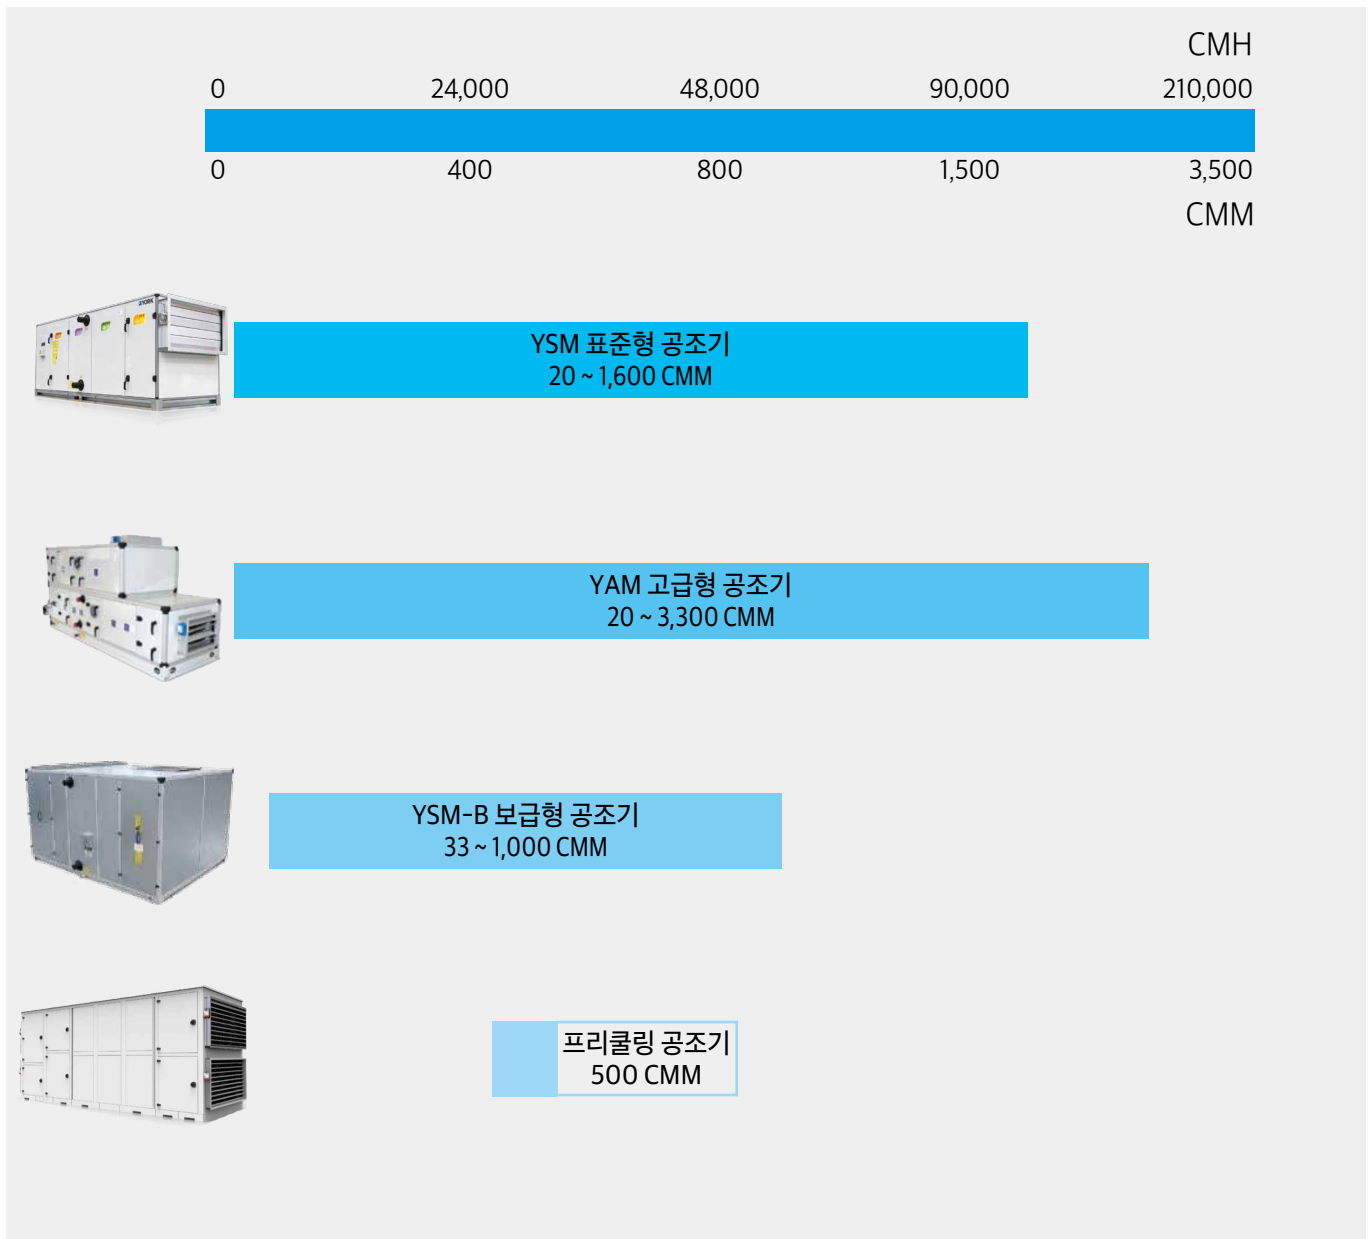 CMH
0 24,000 48,000 90,000 210,000
0 400 800 1,500 3,500
CMM
YORK
YSM 표준형 공조기
20 ~ 1,600 CMM
YAM 고급형 공조기
20 ~ 3,300 CMM
YSM-B 보급형 공조기
33 ~ 1,000 CMM
프리쿨링 공조기
500 CMM